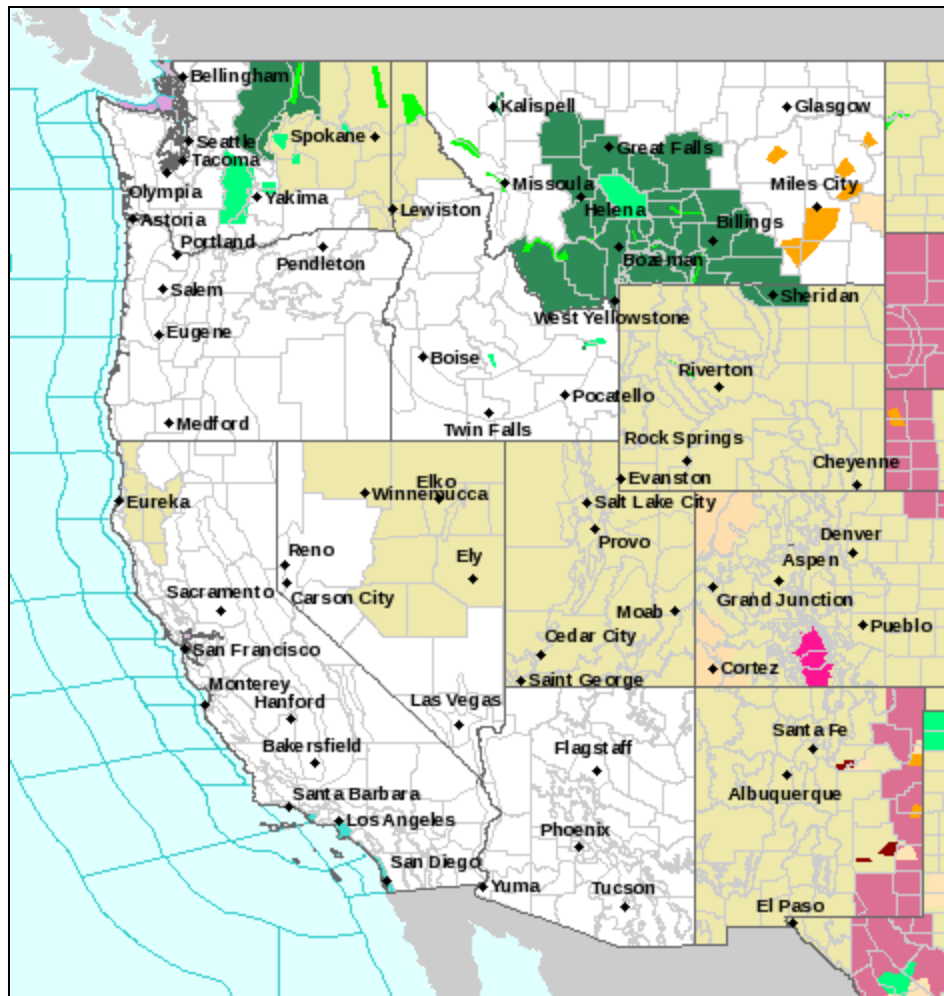 Bellingham
Kalispell
Glasgow
Seattle
Spokane
Great Falls
Tacoma
Olympia
Yakima
Missoula
Miles City
Astoria
Lewiston
Helena
Billings
Portland
Pendleton
Bozeman
Salem
Sheridan
West Yellowstone
Eugene
Boise
Riverton
Pocatello
Medford
Twin Falls
Rock Springs
Cheyenne
Evanston
Elko
Winnemucca
Eureka
Salt Lake City
Provo
Denver
Reno
Ely
Aspen
Sacramento
Carson City
Grand Junction
Moab
Pueblo
Cedar City
San Francisco
Cortez
Saint George
Monterey
Hanford
Las Vegas
Santa Fe
Bakersfield
Flagstaff
Albuquerque
Santa Barbara
Los Angeles
Phoenix
San Diego
Yuma
Tucson
El Paso